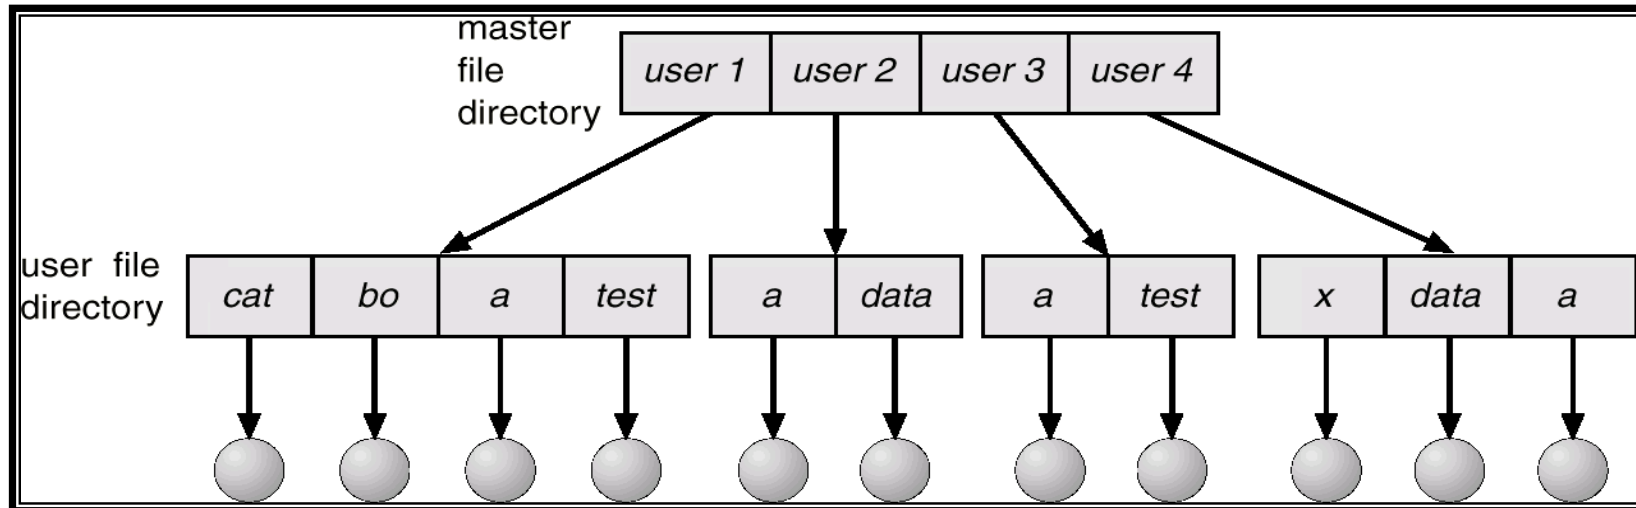 master
file
directory
user 1 user 2 user 3 user 4
user file
directory
cat bo a test a data a test x data a